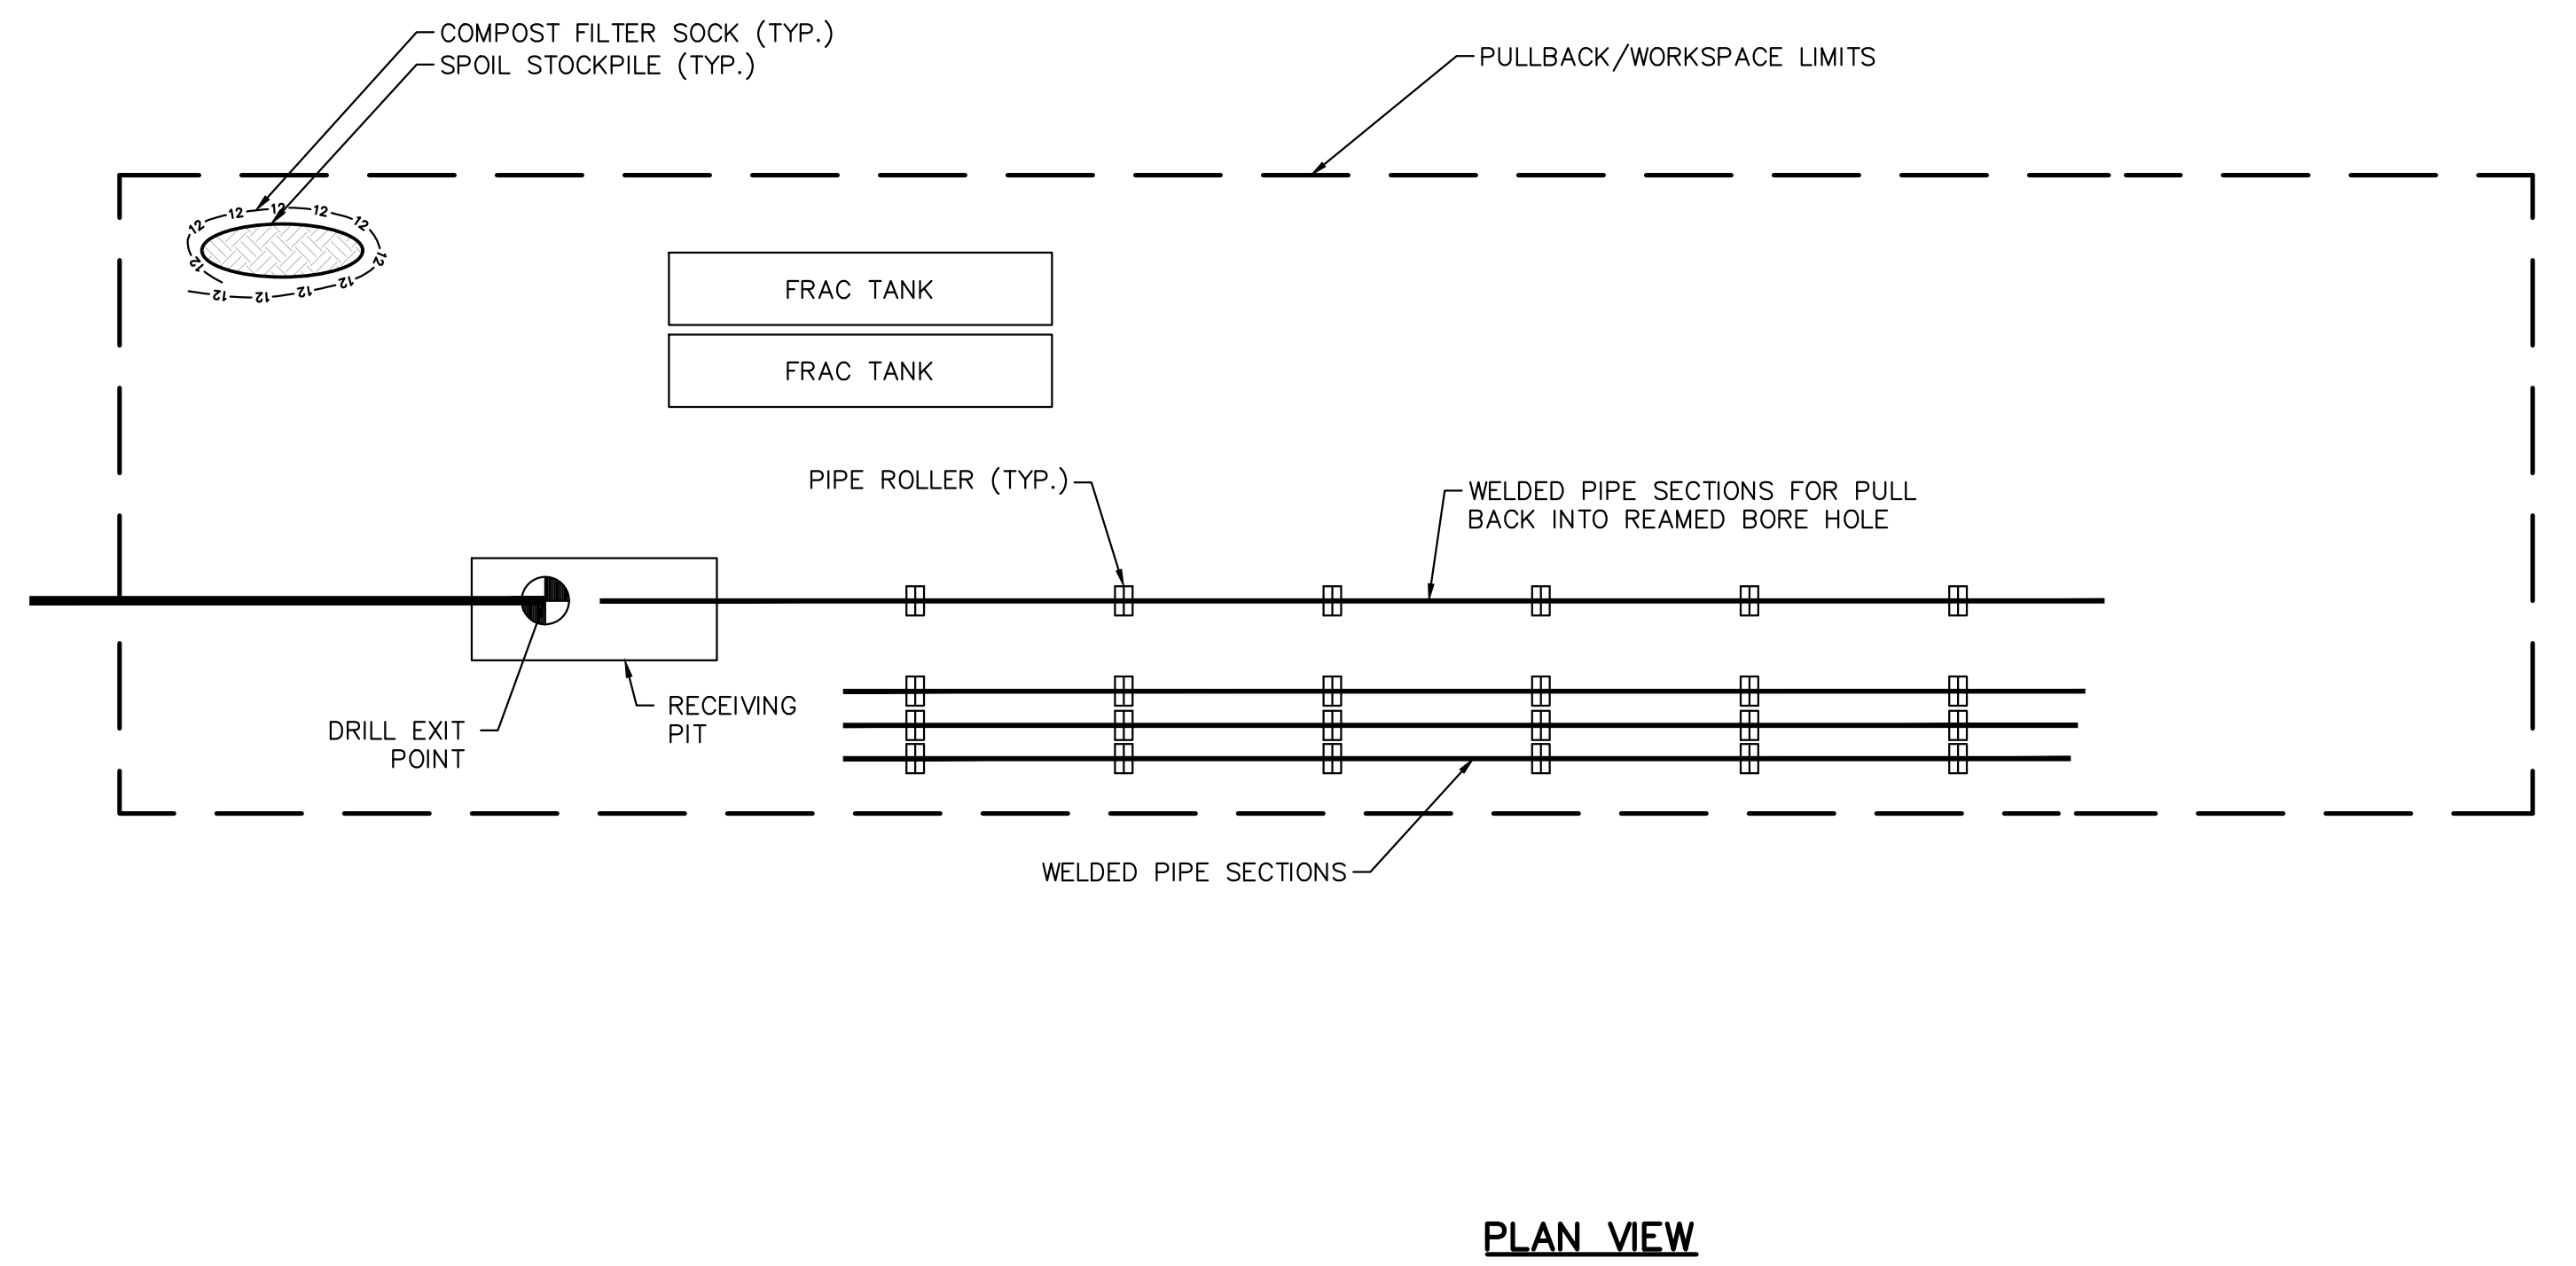 COMPOST FILTER SOCK (TYP.)
SPOIL STOCKPILE (TYP.)
PULLBACK/WORKSPACE LIMITS
12 12 12 12 12
12 12
12 12 12 12
FRAC TANK
FRAC TANK
PIPE ROLLER (TYP.)
WELDED PIPE SECTIONS FOR PULL
BACK INTO REAMED BORE HOLE
RECEIVING
PIT
DRILL EXIT
POINT
WELDED PIPE SECTIONS
PLAN VIEW